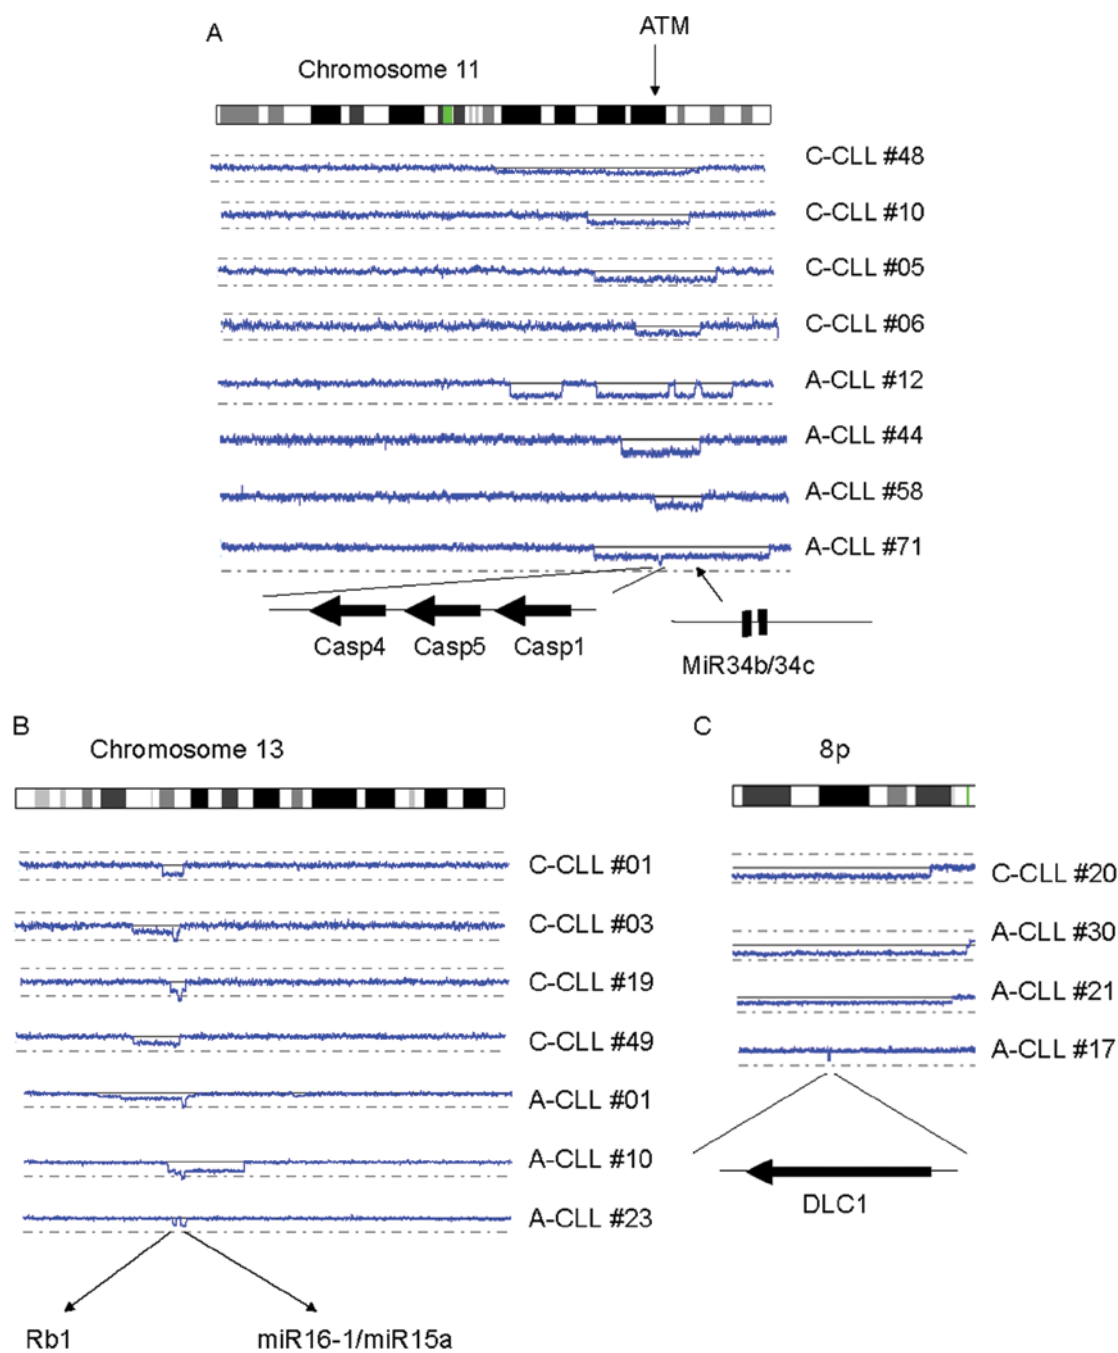 A
ATM
Chromosome 11
C-CLL #48
C-CLL #10
C-CLL #05
C-CLL #06
A-CLL #12
A-CLL #44
A-CLL #58
A-CLL #71
Casp4
Casp5
Casp1
MiR34b/34c
B
Chromosome 13
C-CLL #01
C-CLL #03
C-CLL #19
C-CLL #49
A-CLL #01
A-CLL #10
A-CLL #23
Rb1
miR16-1/miR15a
C
8p
C-CLL #20
A-CLL #30
A-CLL #21
A-CLL #17
DLC1